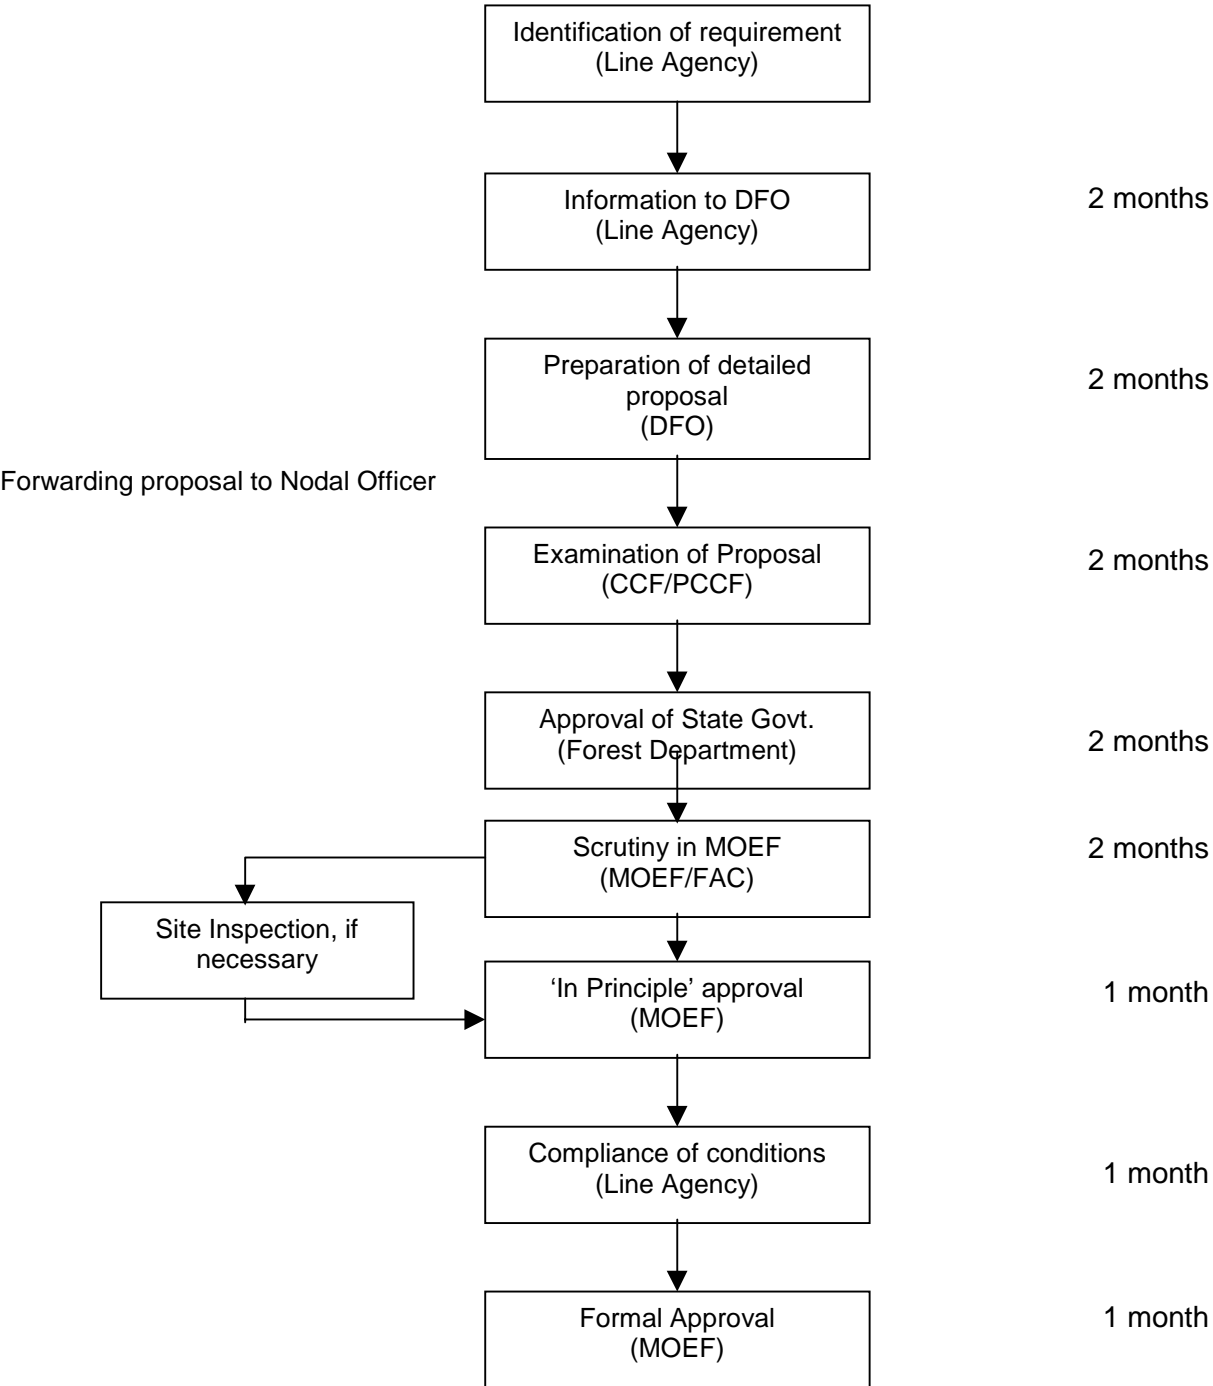 Identification of requirement
(Line Agency)
Information to DFO
(Line Agency)
2 months
Preparation of detailed
proposal
(DFO)
2 months
Forwarding proposal to Nodal Officer
Examination of Proposal
(CCF/PCCF)
2 months
Approval of State Govt.
(Forest Department)
2 months
Scrutiny in MOEF
(MOEF/FAC)
2 months
Site Inspection, if
necessary
‘In Principle’ approval
(MOEF)
1 month
Compliance of conditions
(Line Agency)
1 month
Formal Approval
(MOEF)
1 month